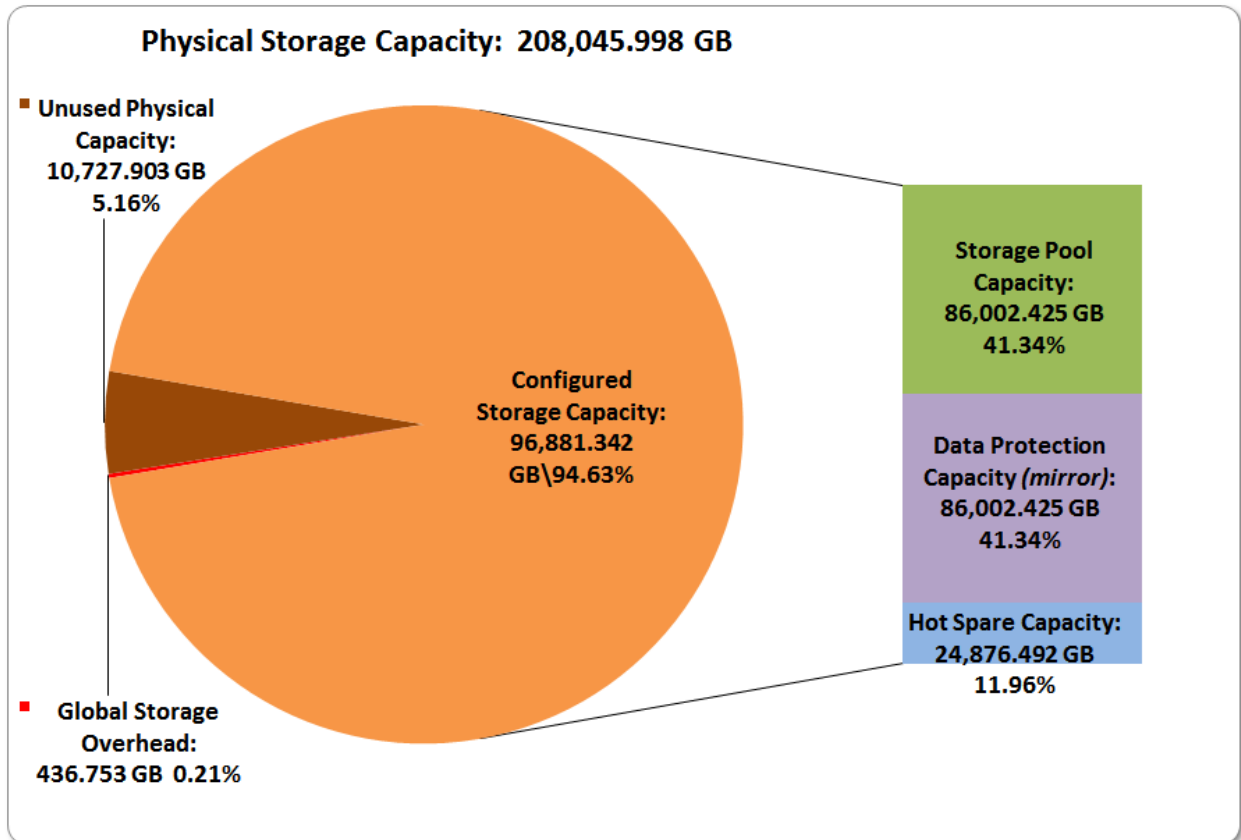 Physical Storage Capacity: 208,045.998 GB
Unused Physical
Capacity:
10,727.903 GB
5.16%
Configured
Storage Capacity:
96,881.342
GB\94.63%
Storage Pool
Capacity:
86,002.425 GB
41.34%
Data Protection
Capacity (mirror):
86,002.425 GB
41.34%
Hot Spare Capacity:
24,876.492 GB
11.96%
Global Storage
Overhead:
436.753 GB 0.21%